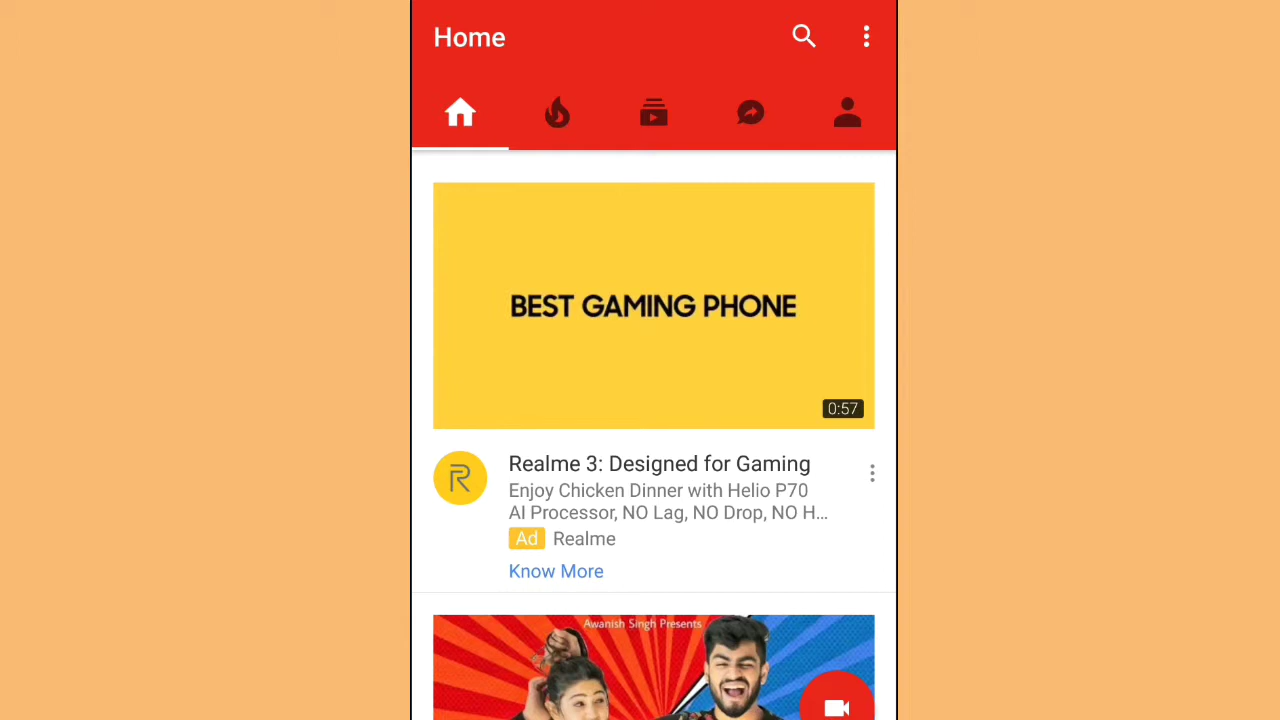 Home
BEST GAMING PHONE
0:57
Realme 3: Designed for Gaming
Enjoy Chicken Dinner with Helio P70
AI Processor, NO Lag, NO Drop, NO H...
Ad Realme
Know More
Awanish Singh Presents